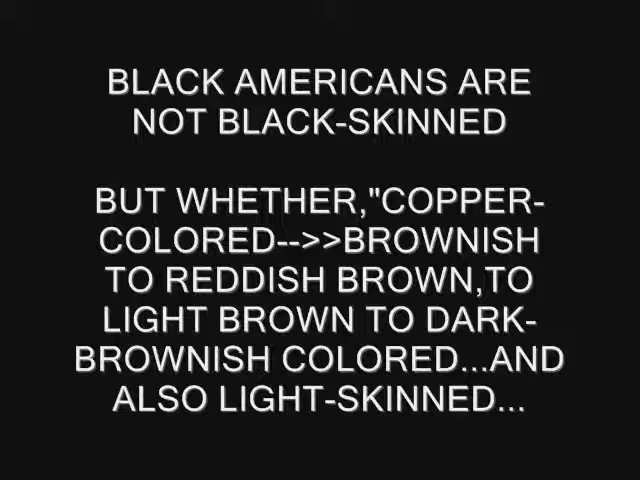 BLACK AMERICANS ARE
NOT BLACK-SKINNED
BUT WHETHER,"COPPER-
COLORED-->>BROWNISH
TO REDDISH BROWN,TO
LIGHT BROWN TO DARK-
BROWNISH COLORED...AND
ALSO LIGHT-SKINNED...